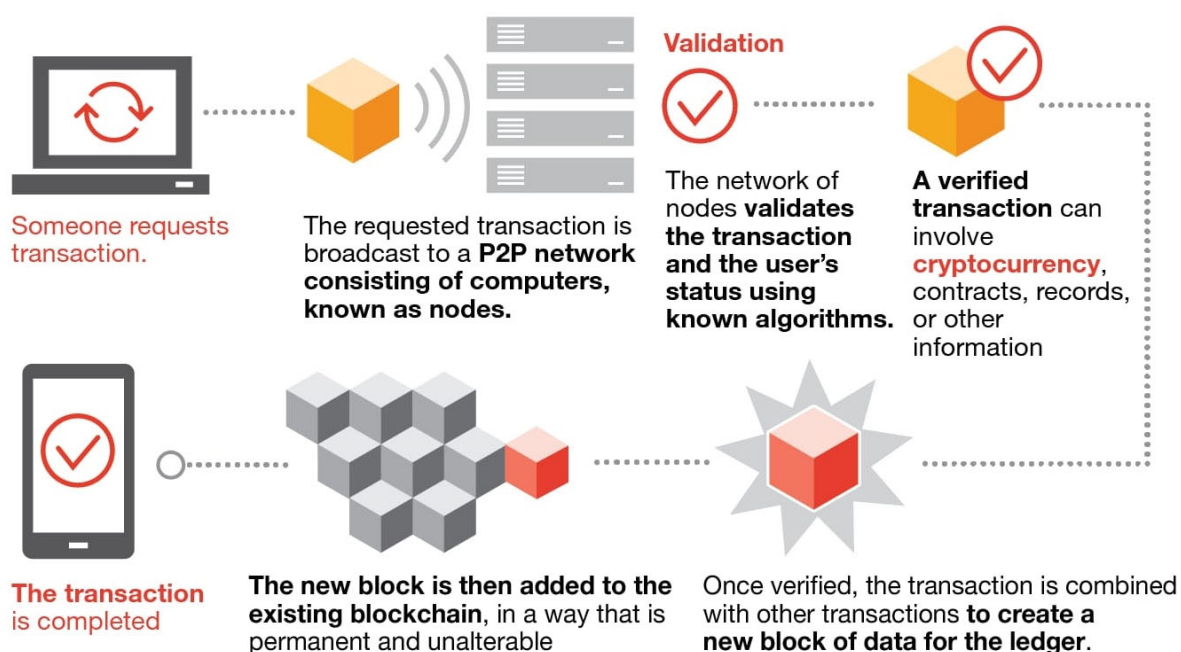 Someone requests
transaction.
The requested transaction is
broadcast to a P2P network
consisting of computers,
known as nodes.
Validation
The network of
nodes validates
the transaction
and the user's
status using
known algorithms.
A verified
transaction can
involve
cryptocurrency,
contracts, records,
or other
information
Once verified, the transaction is combined
with other transactions to create a
new block of data for the ledger.
The new block is then added to the
existing blockchain, in a way that is
permanent and unalterable
The transaction
is completed